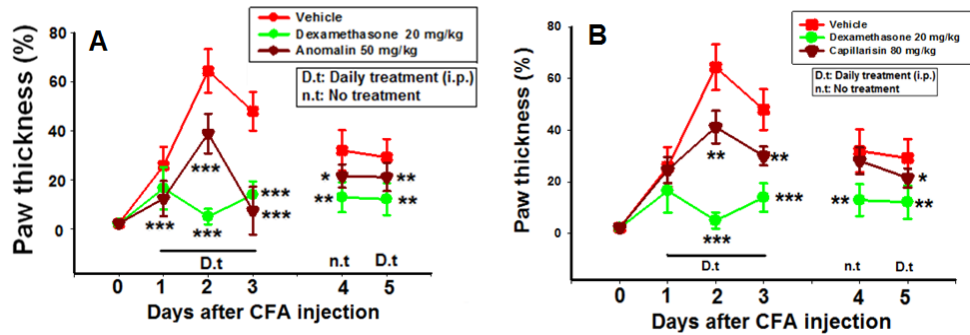 A
Vehicle
Dexamethasone 20 mg/kg
Anomalin 50 mg/kg
D.t: Daily treatment (i.p.)
n.t: No treatment
Paw thickness (%)
80
60
40
20
0
***
***
***
***
***
*
**
**
**
D.t
n.t
D.t
0 1 2 3 4 5
Days after CFA injection
B
Vehicle
Dexamethasone 20 mg/kg
Capillarisin 80 mg/kg
D.t: Daily treatment (i.p.)
n.t: No treatment
Paw thickness (%)
80
60
40
20
0
**
**
***
***
*
**
**
D.t
n.t
D.t
0 1 2 3 4 5
Days after CFA injection